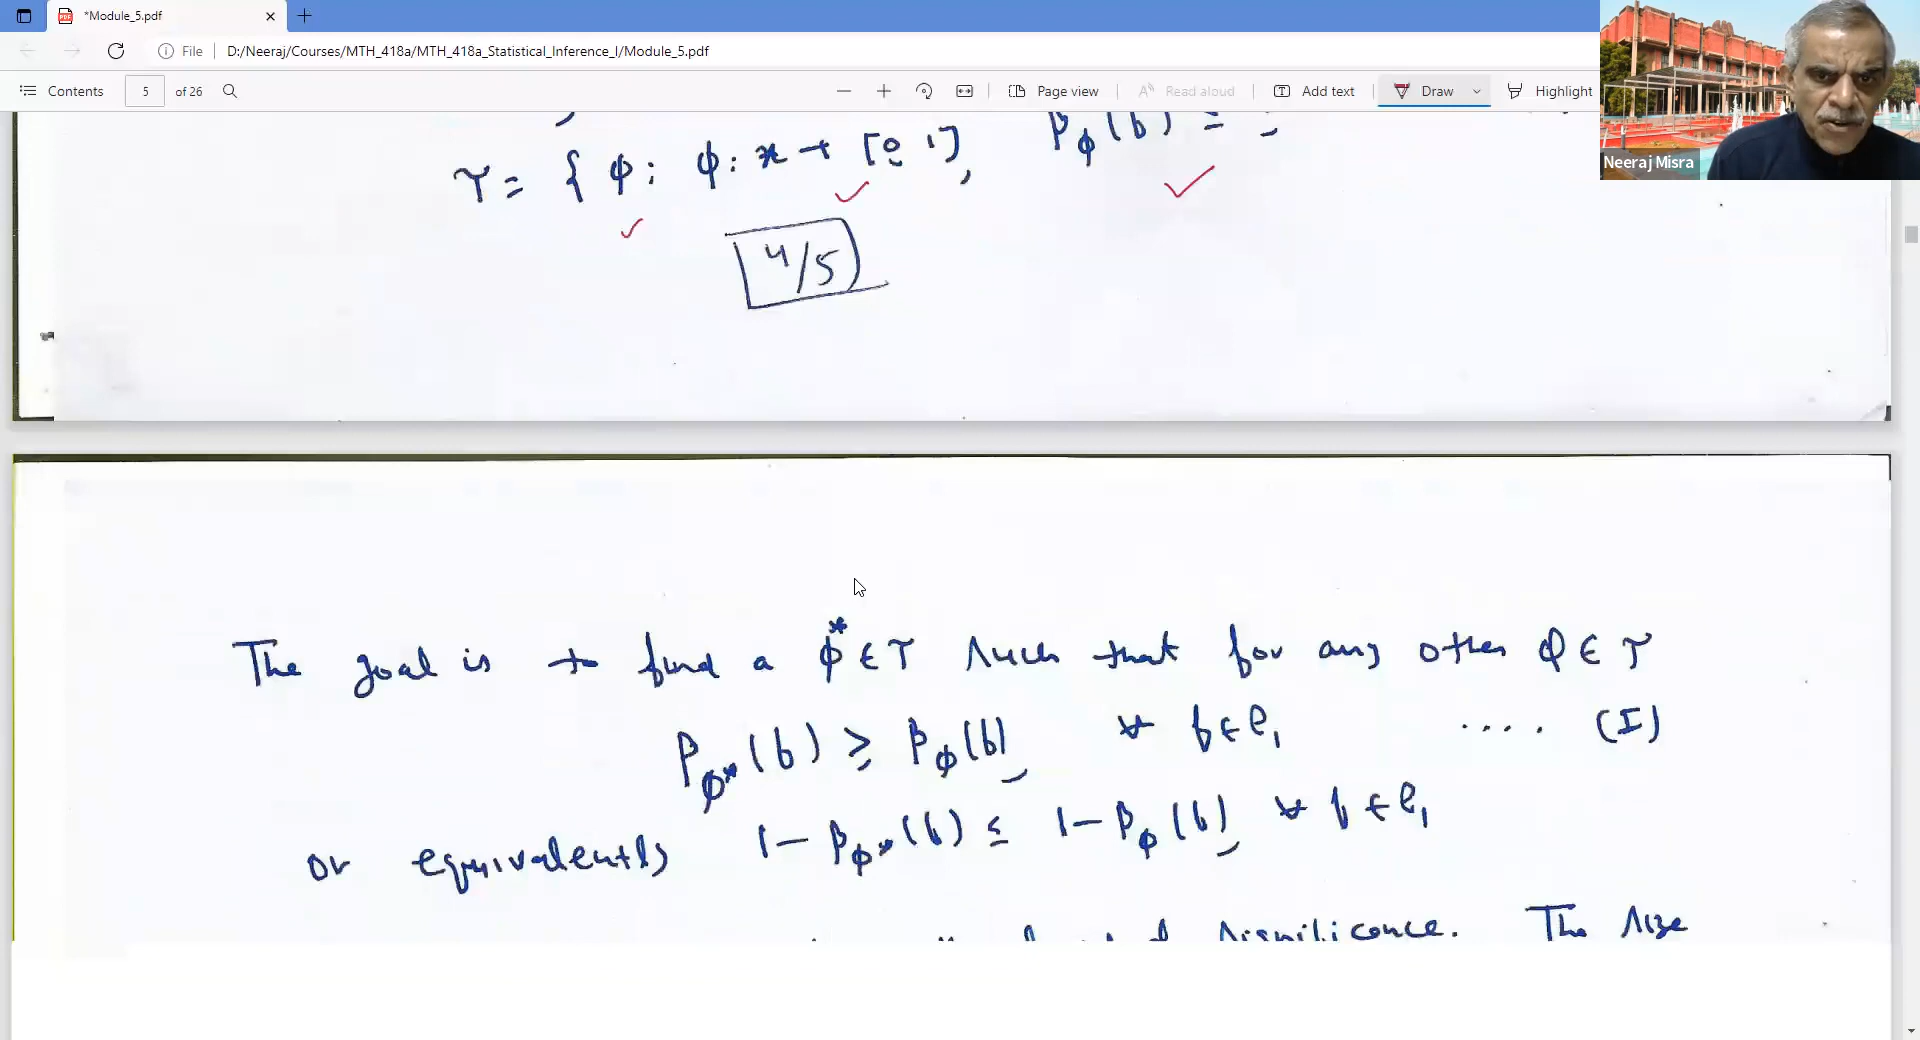 *Module_5.pdf
File D:/Neeraj/Courses/MTH_418a/MTH_418a_Statistical_Inference_I/Module_5.pdf
Contents 5 of 26 Page view Read aloud Add text Draw Highlight
Neeraj Misra
τ = { φ: φ: x → [0, 1],
4/5
The goal is to find a φ* ∈ τ such that for any other φ ∈ τ
β_φ*(b) ≥ β_φ(b) ∀ b ∈ P_1 .... (I)
or equivalently 1 - β_φ*(b) ≤ 1 - β_φ(b) ∀ b ∈ P_1
significance. The size